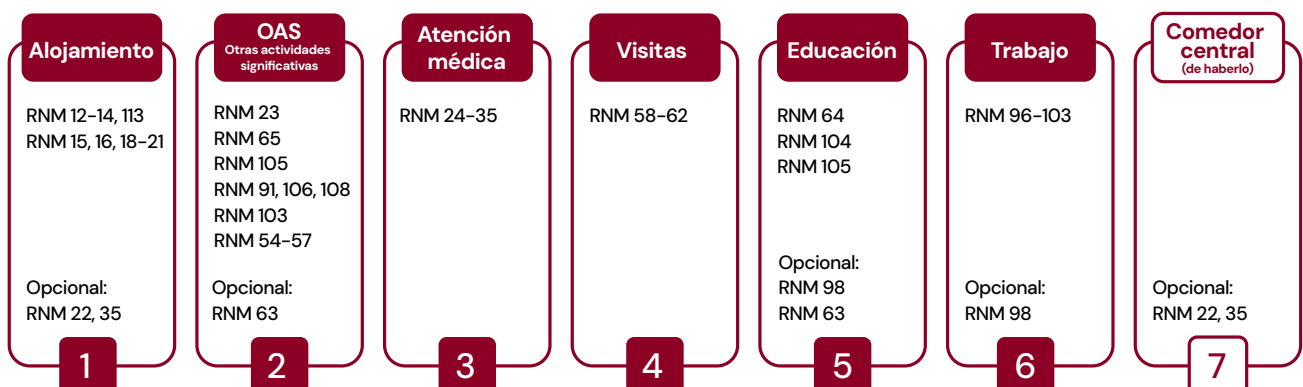 Alojamiento
RNM 12-14, 113
RNM 15, 16, 18-21
Opcional:
RNM 22, 35
1
OAS
Otras actividades
significativas
RNM 23
RNM 65
RNM 105
RNM 91, 106, 108
RNM 103
RNM 54-57
Opcional:
RNM 63
2
Atención
médica
RNM 24-35
3
Visitas
RNM 58-62
4
Educación
RNM 64
RNM 104
RNM 105
Opcional:
RNM 98
RNM 63
5
Trabajo
RNM 96-103
Opcional:
RNM 98
6
Comedor
central
(de haberlo)
Opcional:
RNM 22, 35
7